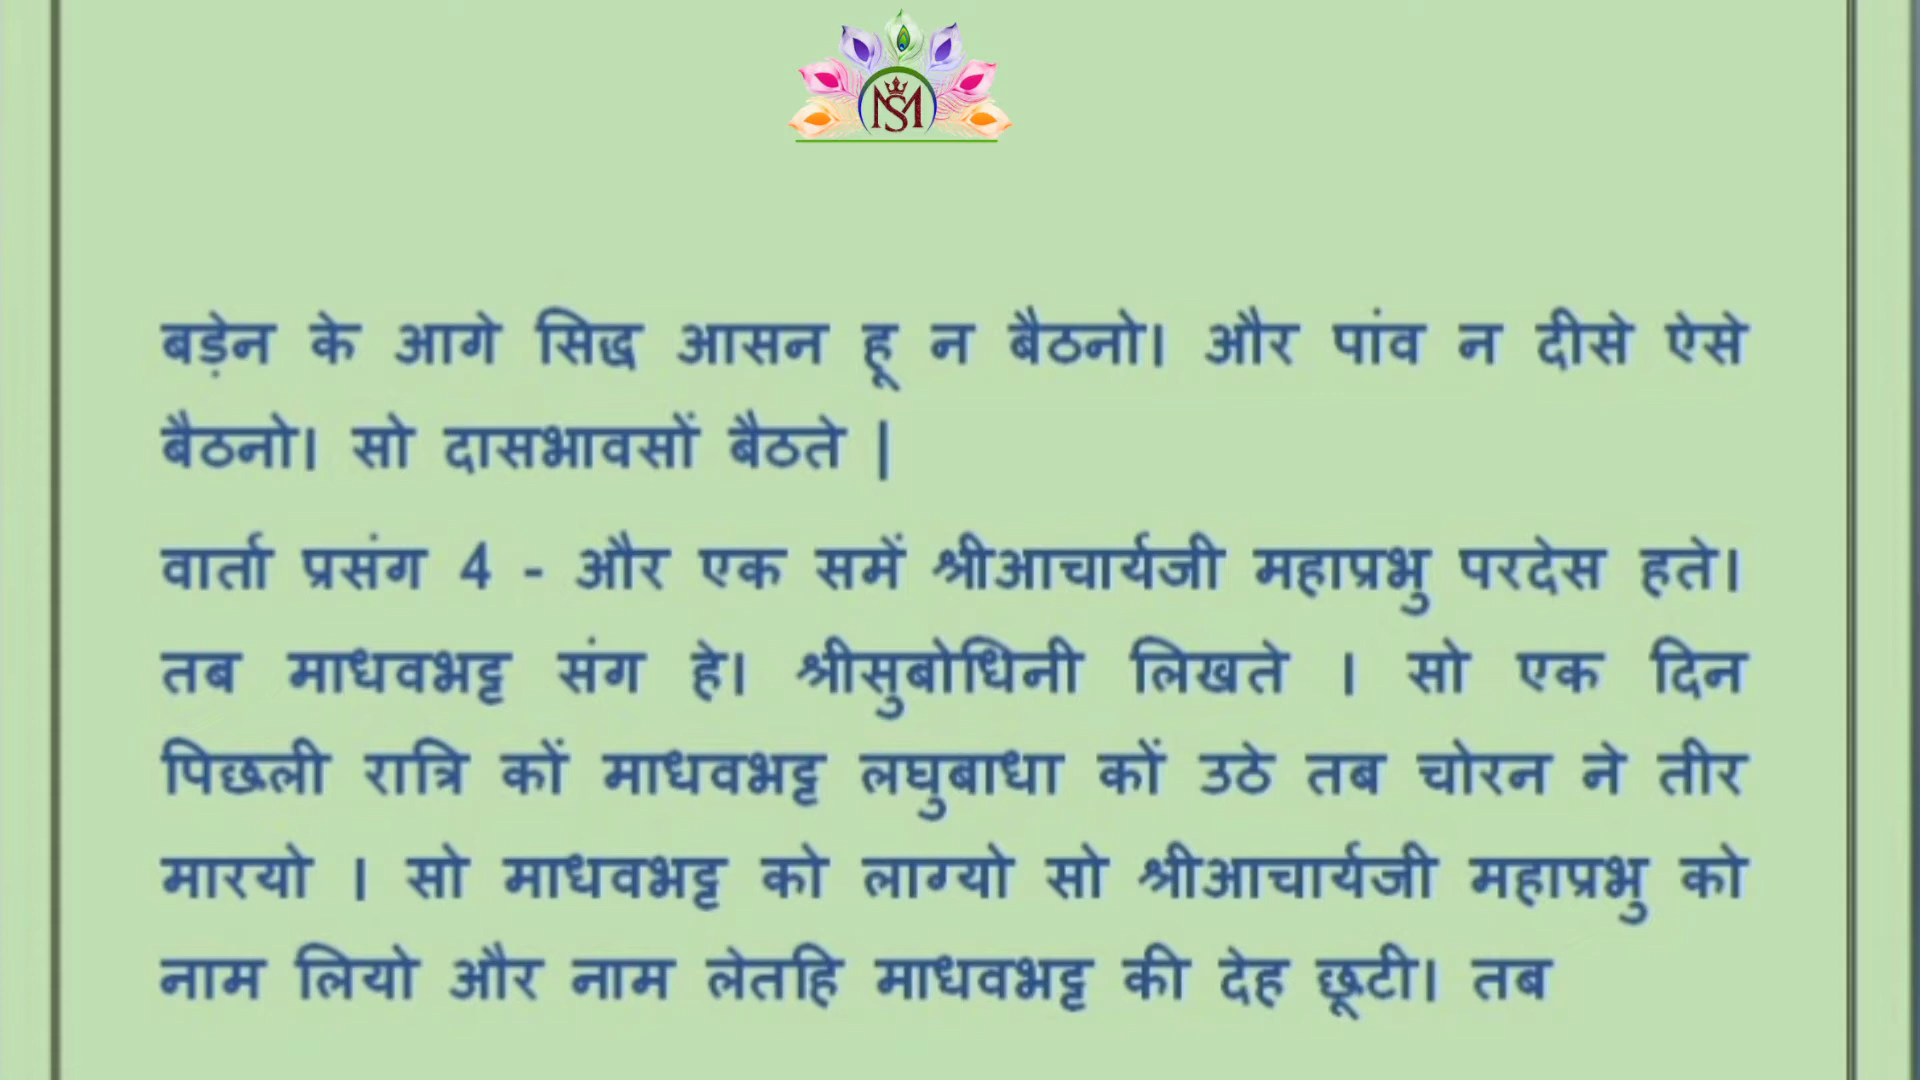 SM
बड़ेन के आगे सिद्ध आसन हू न बैठनो। और पांव न दीसे ऐसे
बैठनो। सो दासभावसों बैठते |
वार्ता प्रसंग 4 - और एक समें श्रीआचार्यजी महाप्रभु परदेस हते।
तब माधवभट्ट संग हे। श्रीसुबोधिनी लिखते । सो एक दिन
पिछली रात्रि कों माधवभट्ट लघुबाधा कों उठे तब चोरन ने तीर
मारयो । सो माधवभट्ट को लाग्यो सो श्रीआचार्यजी महाप्रभु को
नाम लियो और नाम लेतहि माधवभट्ट की देह छूटी। तब